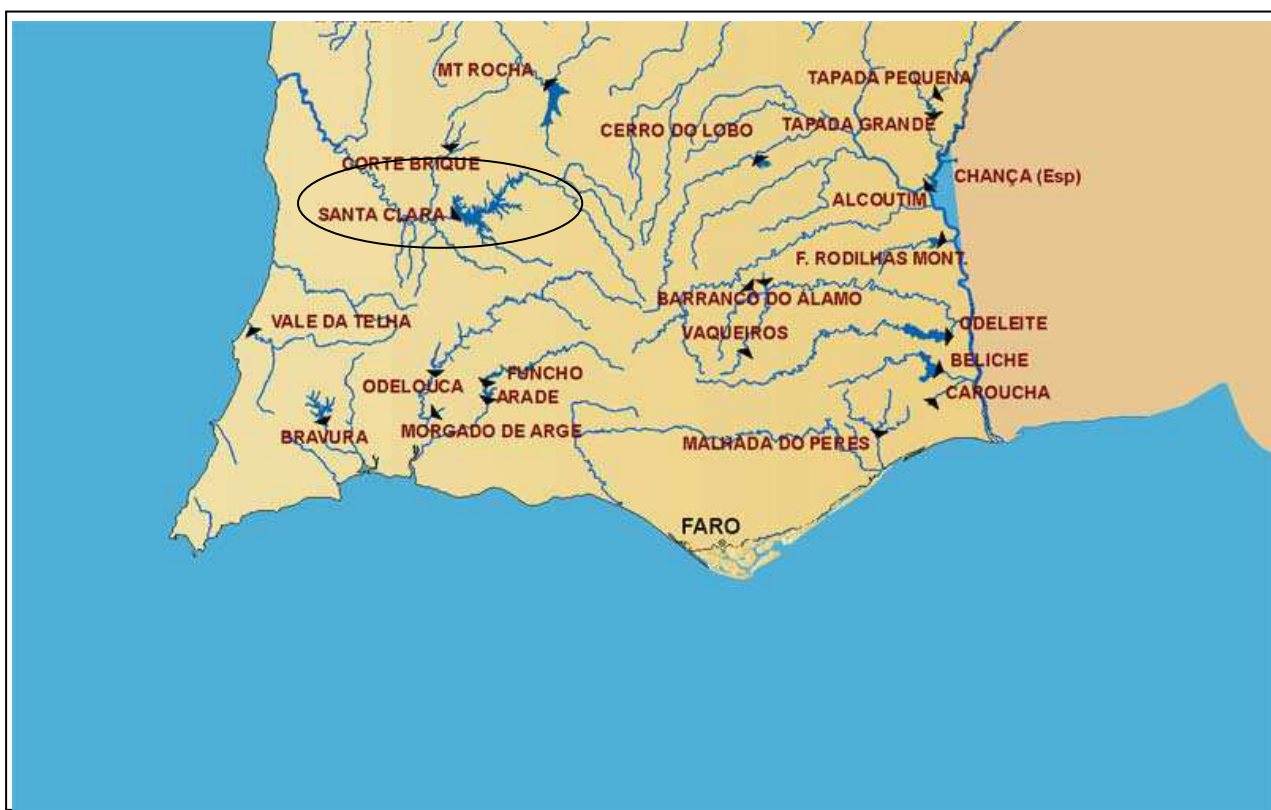 MT ROCHA
TAPADA PEQUENA
CERRO DO LOBO
TAPADA GRANDE
CORTE BRIQUE
CHANÇA (Esp)
ALCOUTIM
SANTA CLARA
F. RODILHAS MONT.
BARRANCO DO ÁLAMO
VALE DA TELHA
VAQUEIROS
ODELEITE
BELICHE
FUNCHO
ODELOUCA
ARADE
CAROUCHA
MORGADO DE ARGE
BRAVURA
MALHADA DO PERES
FARO